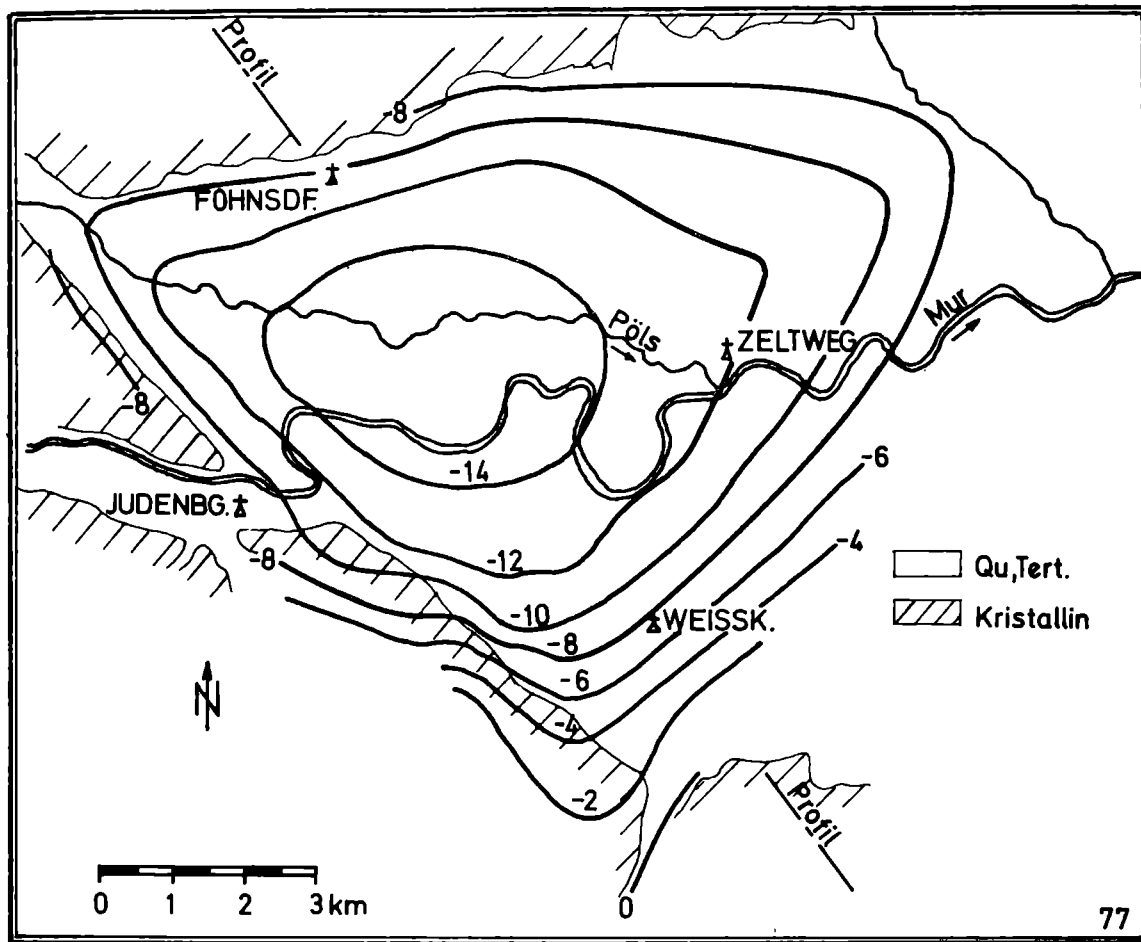 Profil
-8
FÖHNSDF.
Pöls
ZELTWEG
Mur
-8
-14
-6
JUDENBG.
-12
-8
-4
Qu,Tert.
-10
WEISSK.
Kristallin
-8
-6
N
-4
-2
Profil
0 1 2 3 km
0
77